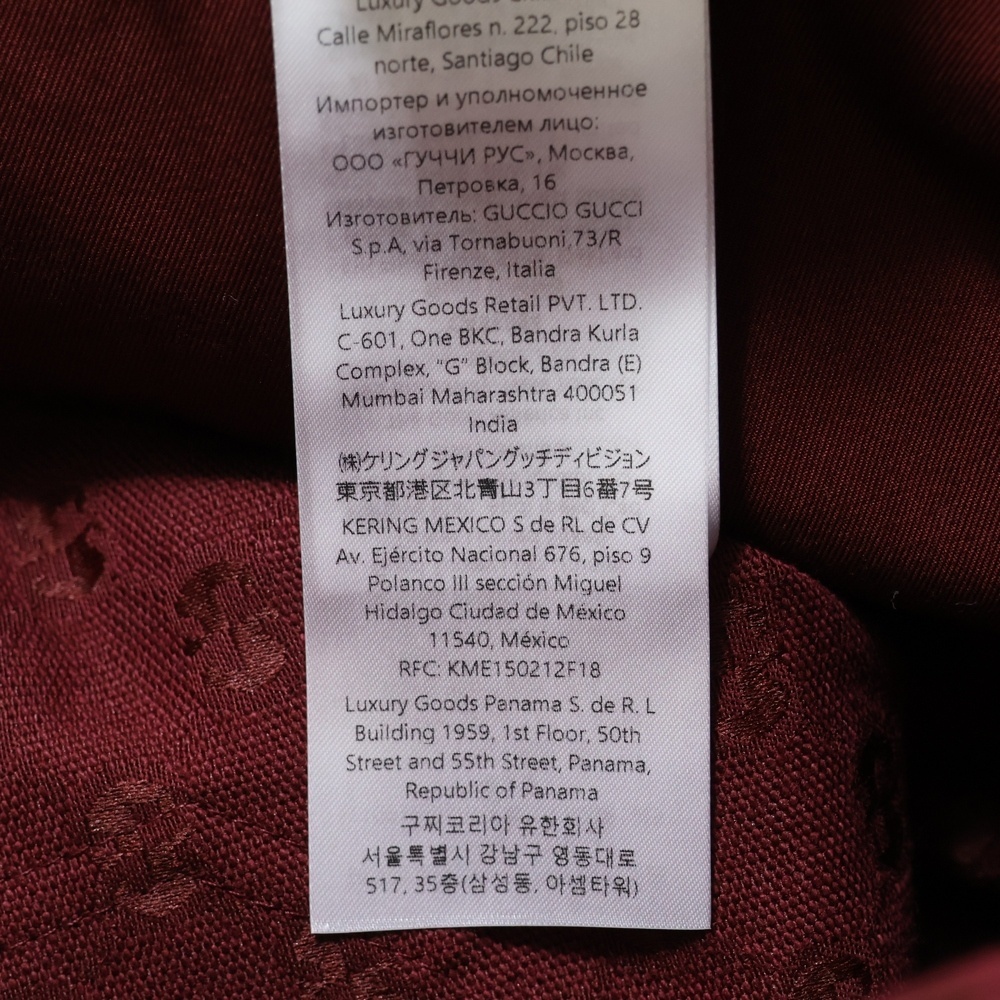 Luxury Goods
Calle Miraflores n. 222, piso 28
norte, Santiago Chile
Импортер и уполномоченное
изготовителем лицо:
ООО «ГУЧЧИ РУС», Москва,
Петровка, 16
Изготовитель: GUCCIO GUCCI
S.p.A, via Tornabuoni,73/R
Firenze, Italia
Luxury Goods Retail PVT. LTD.
C-601, One BKC, Bandra Kurla
Complex, “G” Block, Bandra (E)
Mumbai Maharashtra 400051
India
㈱ケリングジャパングッチディビジョン
東京都港区北青山3丁目6番7号
KERING MEXICO S de RL de CV
Av. Ejército Nacional 676, piso 9
Polanco III sección Miguel
Hidalgo Ciudad de México
11540, México
RFC: KME150212F18
Luxury Goods Panama S. de R. L
Building 1959, 1st Floor, 50th
Street and 55th Street, Panama,
Republic of Panama
구찌코리아 유한회사
서울특별시 강남구 영동대로
517, 35층(삼성동, 아셈타워)